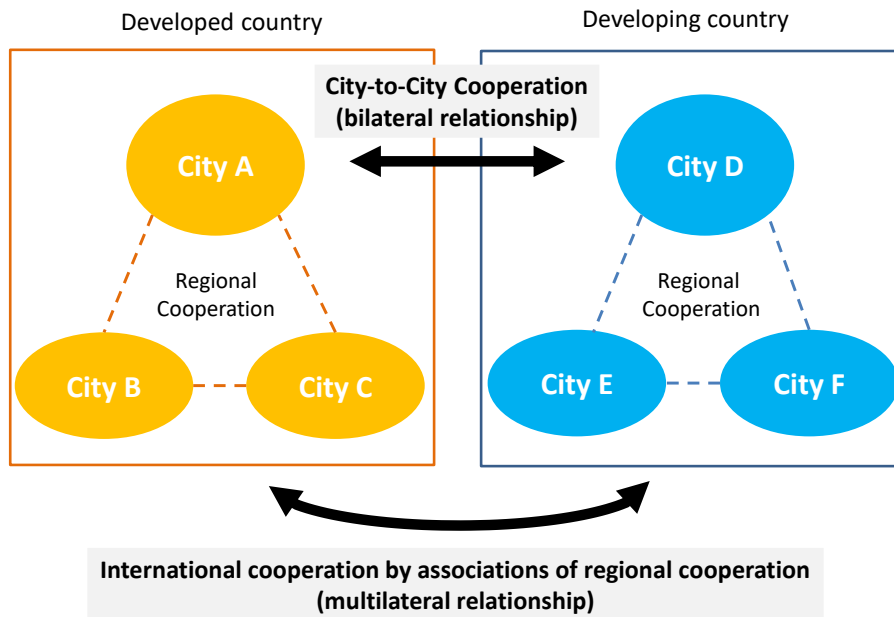 Developed country
Developing country
City-to-City Cooperation
(bilateral relationship)
City A
City D
Regional
Cooperation
Regional
Cooperation
City B
City C
City E
City F
International cooperation by associations of regional cooperation
(multilateral relationship)